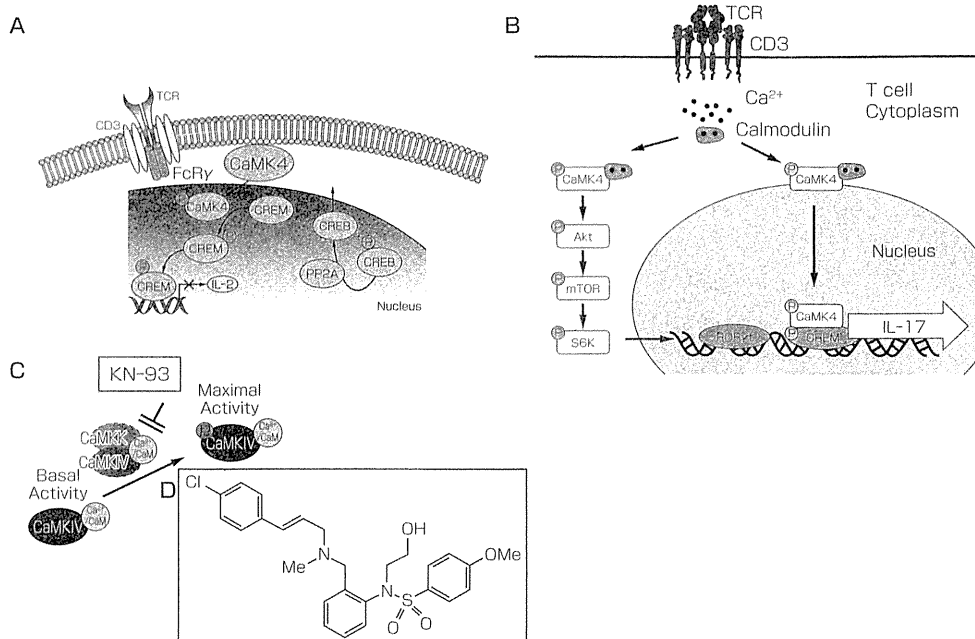 A
TCR
CD3
FcRγ
CaMK4
CaMK4
CREM
CREM
P
CREM
IL-2
CREB
P
CREB
PP2A
Nucleus
B
TCR
CD3
Ca2+
Calmodulin
T cell
Cytoplasm
P
CaMK4
P
Akt
P
mTOR
P
S6K
P
CaMK4
Nucleus
CaMK4
P
P
CREM
IL-17
C
KN-93
Maximal
Activity
CaMKK
CaMKIV
Ca2+
/CaM
P
CaMKIV
Ca2+
/CaM
Basal
Activity
CaMKIV
Ca2+
/CaM
D
Cl
OH
N
Me
N
S
O O
OMe